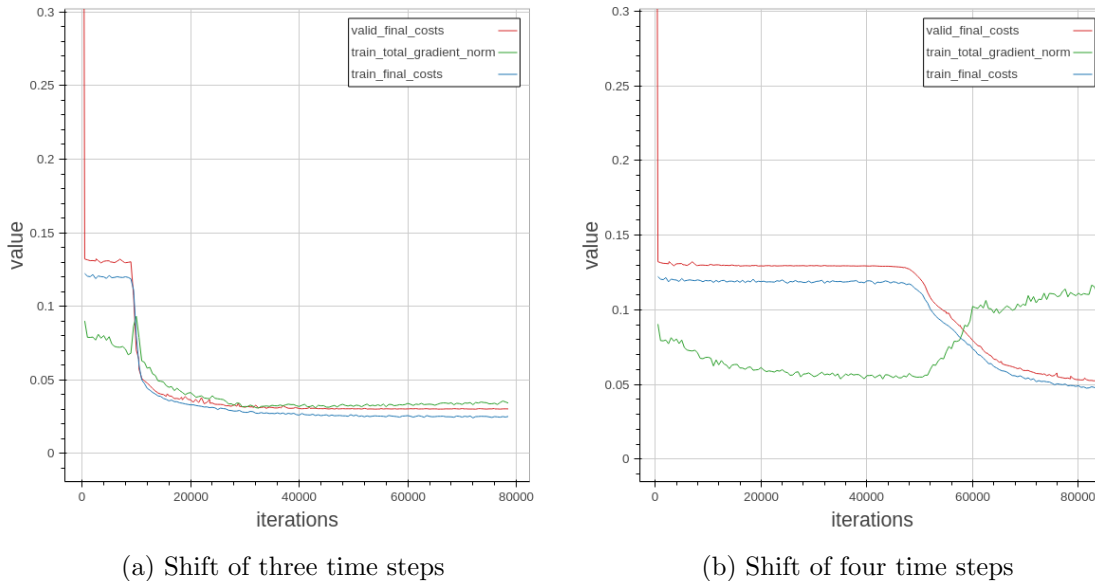 0.3
0.25
0.2
0.15
0.1
0.05
0
value
valid_final_costs
train_total_gradient_norm
train_final_costs
0 20000 40000 60000 80000
iterations
(a) Shift of three time steps
0.3
0.25
0.2
0.15
0.1
0.05
0
value
valid_final_costs
train_total_gradient_norm
train_final_costs
0 20000 40000 60000 80000
iterations
(b) Shift of four time steps